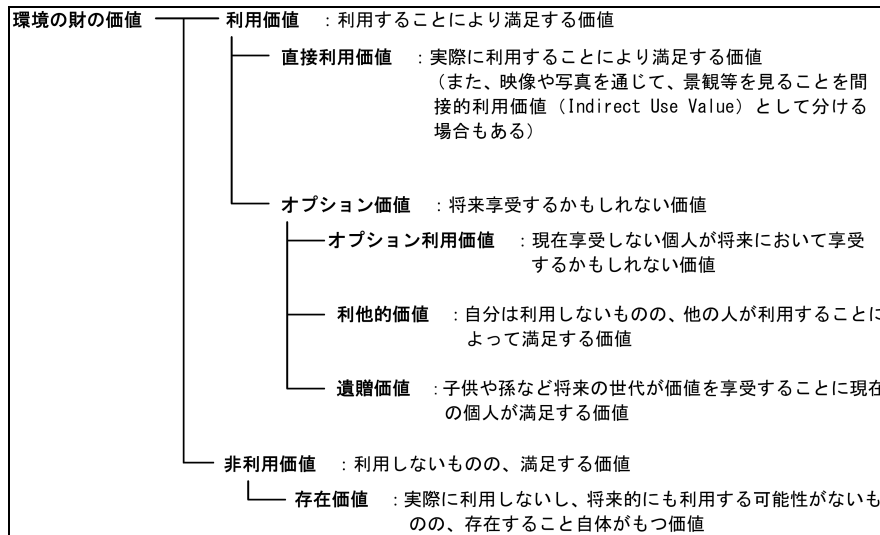 環境の財の価値 利用価値 ：利用することにより満足する価値
直接利用価値 ：実際に利用することにより満足する価値
（また、映像や写真を通じて、景観等を見ることを間
接的利用価値（Indirect Use Value）として分ける
場合もある）
オプション価値 ：将来享受するかもしれない価値
オプション利用価値 ：現在享受しない個人が将来において享受
するかもしれない価値
利他的価値 ：自分は利用しないものの、他の人が利用することに
よって満足する価値
遺贈価値 ：子供や孫など将来の世代が価値を享受することに現在
の個人が満足する価値
非利用価値 ：利用しないものの、満足する価値
存在価値 ：実際に利用しないし、将来的にも利用する可能性がないも
のの、存在すること自体がもつ価値